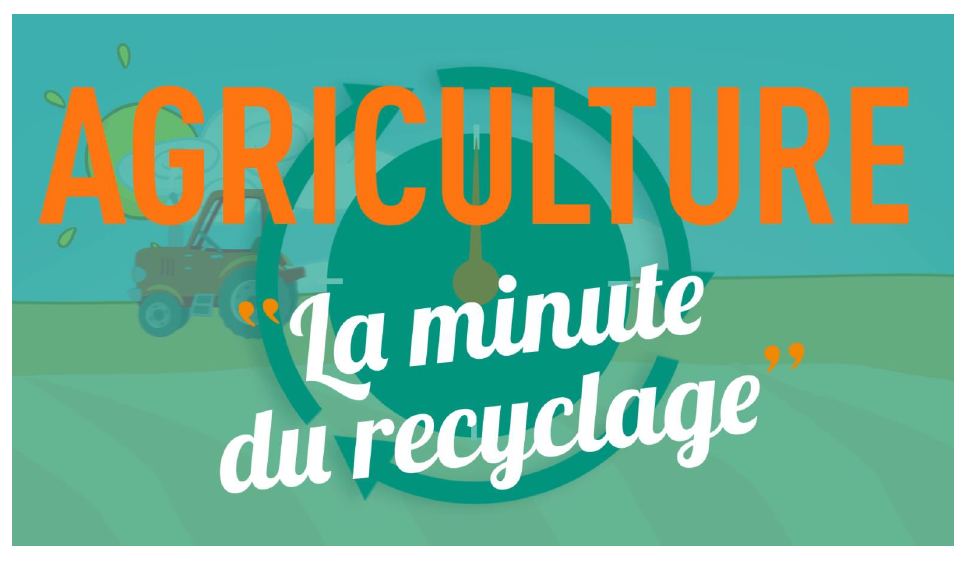 AGRICULTURE
"La minute
du recyclage"